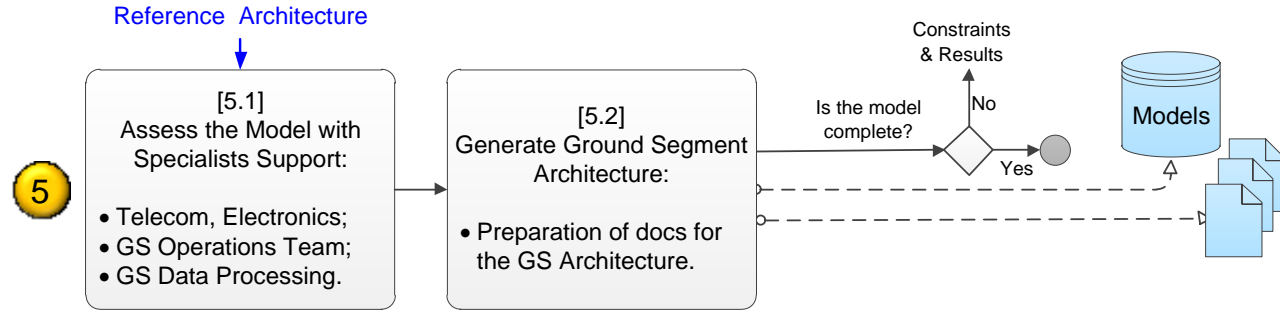 Reference Architecture
5
[5.1]
Assess the Model with
Specialists Support:
• Telecom, Electronics;
• GS Operations Team;
• GS Data Processing.
[5.2]
Generate Ground Segment
Architecture:
• Preparation of docs for
the GS Architecture.
Is the model
complete?
Constraints
& Results
No
Yes
Models